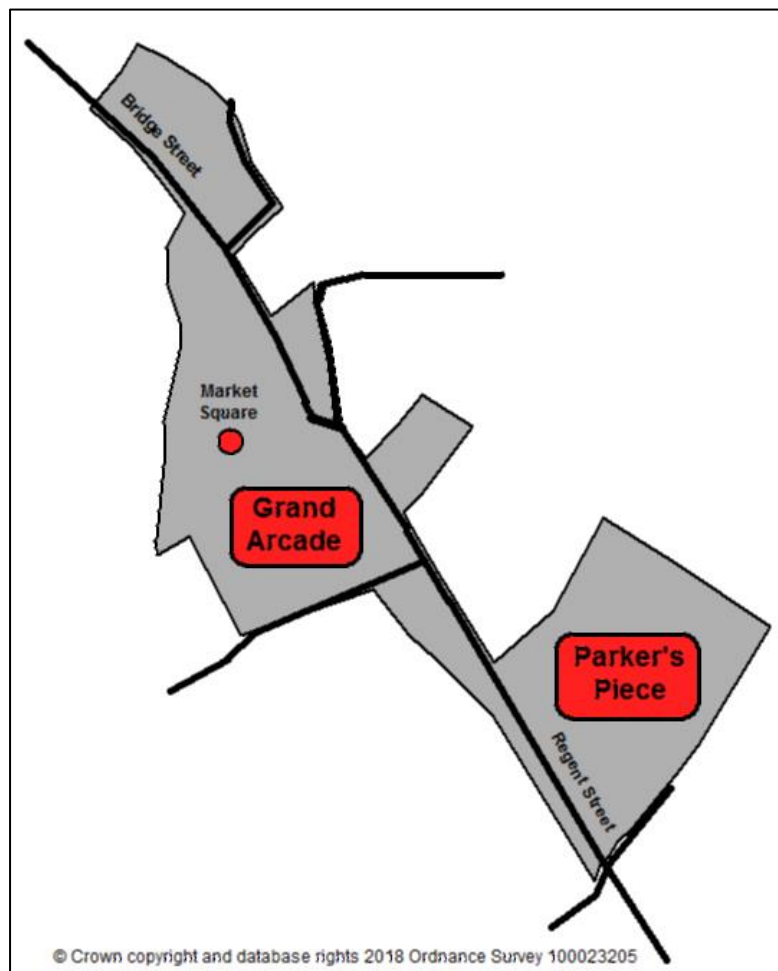 Bridge Street
Market
Square
Grand
Arcade
Parker's
Piece
Regent Street
© Crown copyright and database rights 2018 Ordnance Survey 100023205